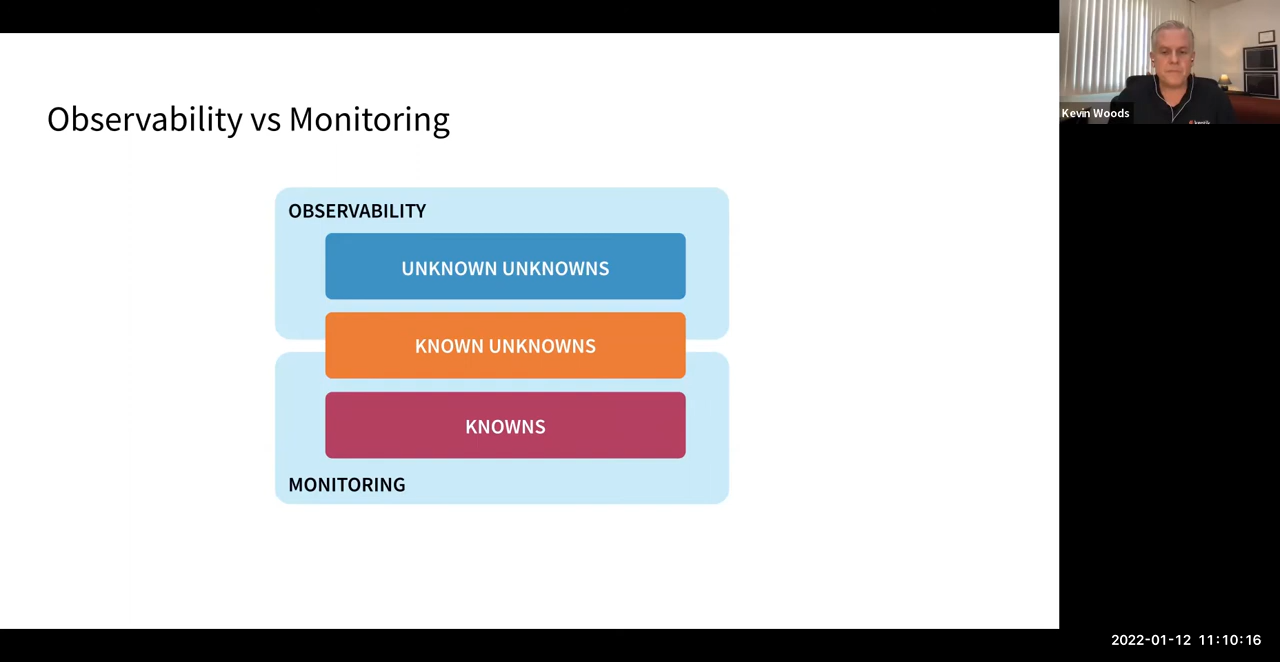 Observability vs Monitoring
OBSERVABILITY
UNKNOWN UNKNOWNS
KNOWN UNKNOWNS
KNOWNS
MONITORING
Kevin Woods
2022-01-12 11:10:16